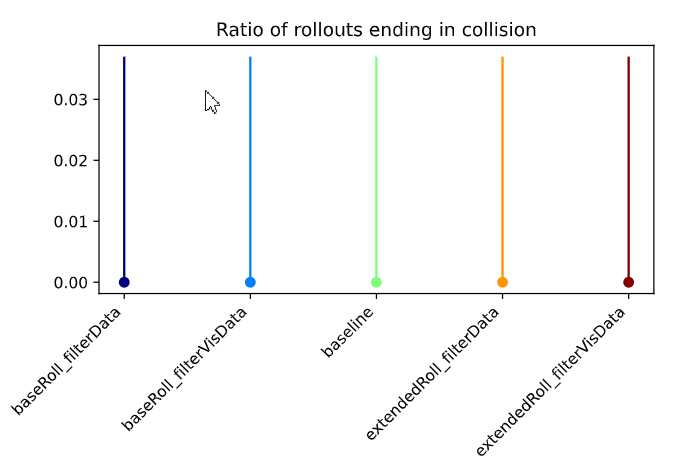 Ratio of rollouts ending in collision
0.03
0.02
0.01
0.00
baseRoll_filterData
baseRoll_filterVisData
baseline
extendedRoll_filterData
extendedRoll_filterVisData